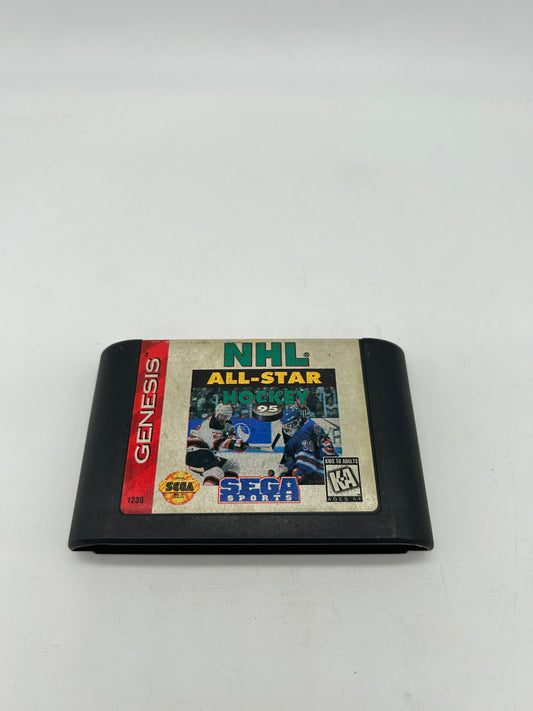 GENESIS
NHL®
ALL-STAR
HOCKEY
95
SEGA
SPORTS
KIDS TO ADULTS
K-A
AGES 6+
SEGA
1238